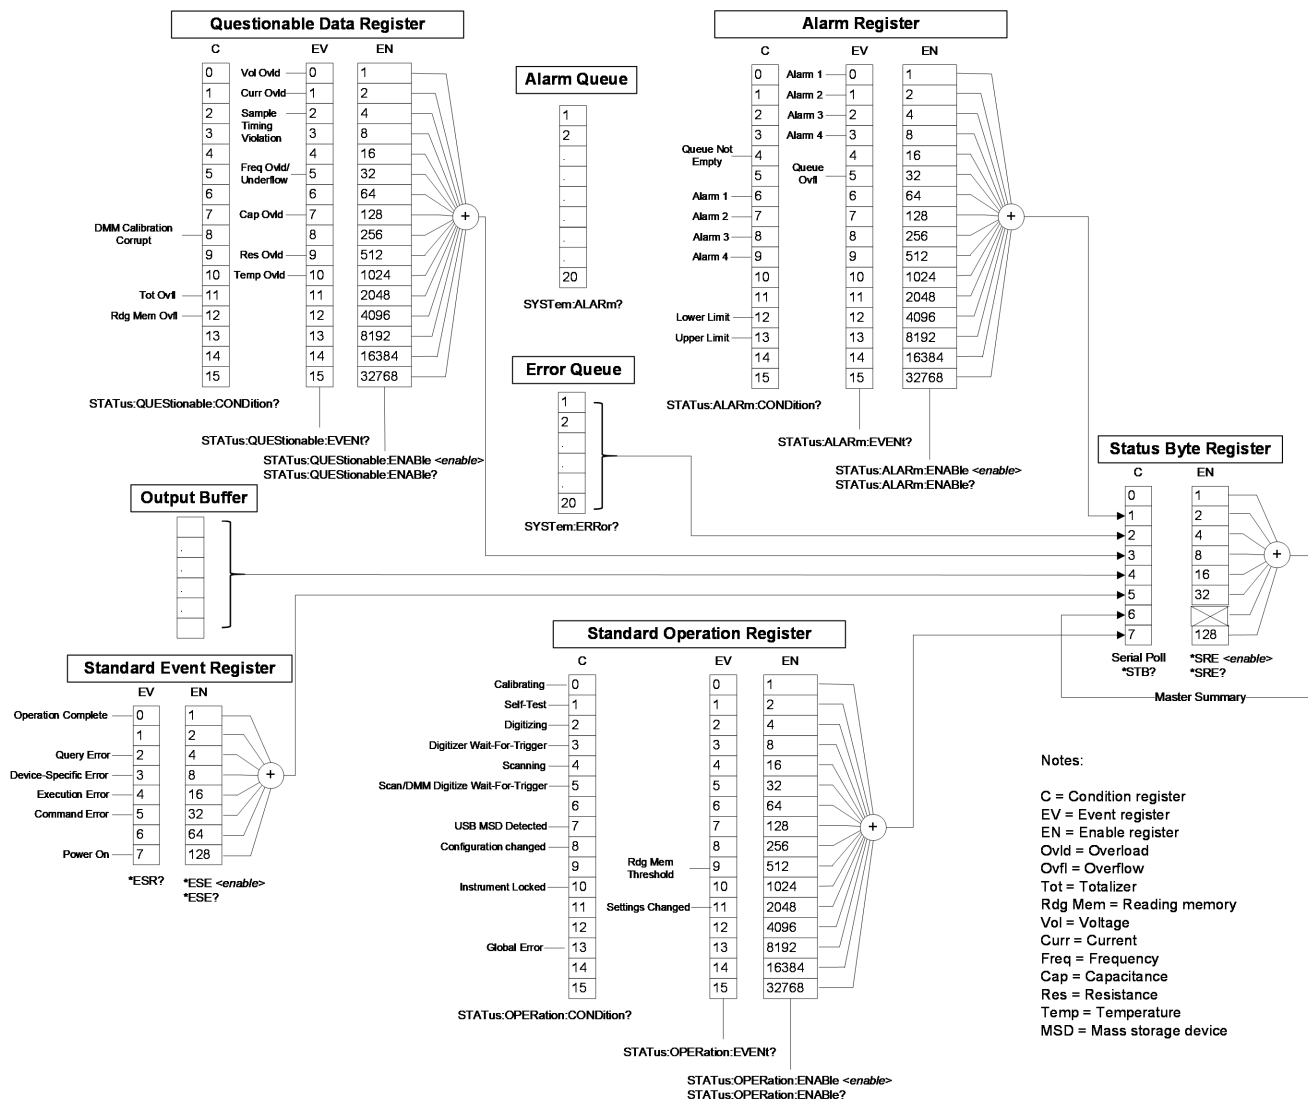 Questionable Data Register
C EV EN
0 Vol Ovld 0 1
1 Curr Ovld 1 2
2 Sample 2 4
Timing
3 Violation 3 8
4 4 16
5 Freq Ovld/ 5 32
Underflow
6 6 64
7 Cap Ovld 7 128
DMM Calibration
Corrupt
8 8 256
9 Res Ovld 9 512
10 Temp Ovld 10 1024
Tot Ovfl 11 11 2048
Rdg Mem Ovfl 12 12 4096
13 13 8192
14 14 16384
15 15 32768
STATus:QUEStionable:CONDition?
STATus:QUEStionable:EVENt?
STATus:QUEStionable:ENABle <enable>
STATus:QUEStionable:ENABle?
Alarm Queue
1
2
.
.
.
.
.
.
20
SYSTem:ALARm?
Alarm Register
C EV EN
0 Alarm 1 0 1
1 Alarm 2 1 2
2 Alarm 3 2 4
3 Alarm 4 3 8
Queue Not
Empty
4 4 16
5 Queue 5 32
Ovfl
Alarm 1 6 6 64
Alarm 2 7 7 128
Alarm 3 8 8 256
Alarm 4 9 9 512
10 10 1024
11 11 2048
Lower Limit 12 12 4096
Upper Limit 13 13 8192
14 14 16384
15 15 32768
STATus:ALARm:CONDition?
STATus:ALARm:EVENt?
STATus:ALARm:ENABle <enable>
STATus:ALARm:ENABle?
+
+
Error Queue
1
2
.
.
.
20
SYSTem:ERRor?
Output Buffer
.
.
.
.
Status Byte Register
C EN
0 1
1 2
2 4
3 8
4 16
5 32
6
7 128
+
Serial Poll
*STB?
*SRE <enable>
*SRE?
Master Summary
Standard Event Register
EV EN
Operation Complete 0 1
1 2
Query Error 2 4
Device-Specific Error 3 8
Execution Error 4 16
Command Error 5 32
6 64
Power On 7 128
+
*ESR?
*ESE <enable>
*ESE?
Standard Operation Register
C EV EN
Calibrating 0 0 1
Self-Test 1 1 2
Digitizing 2 2 4
Digitizer Wait-For-Trigger 3 3 8
Scanning 4 4 16
Scan/DMM Digitize Wait-For-Trigger 5 5 32
6 6 64
USB MSD Detected 7 7 128
Configuration changed 8 8 256
9 Rdg Mem 9 512
Threshold
Instrument Locked 10 10 1024
11 Settings Changed 11 2048
12 12 4096
Global Error 13 13 8192
14 14 16384
15 15 32768
+
STATus:OPERation:CONDition?
STATus:OPERation:EVENt?
STATus:OPERation:ENABle <enable>
STATus:OPERation:ENABle?
Notes:
C = Condition register
EV = Event register
EN = Enable register
Ovld = Overload
Ovfl = Overflow
Tot = Totalizer
Rdg Mem = Reading memory
Vol = Voltage
Curr = Current
Freq = Frequency
Cap = Capacitance
Res = Resistance
Temp = Temperature
MSD = Mass storage device